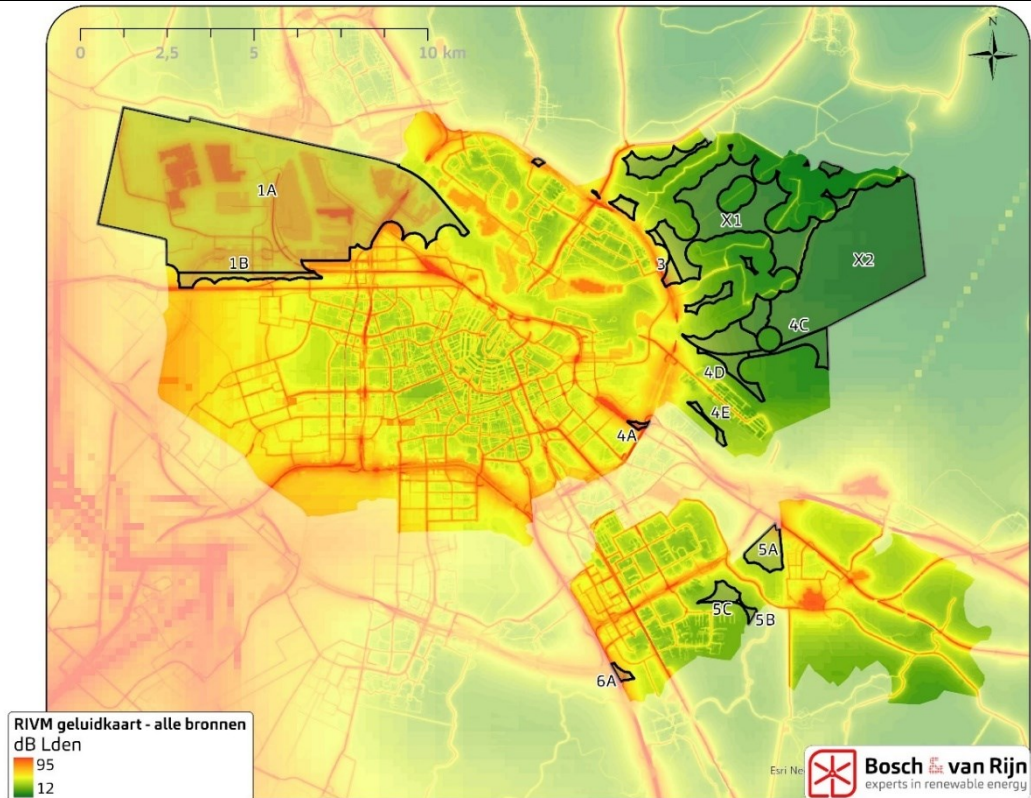 N
0 2,5 5 10 km
1A
X1
1B
3
X2
4C
4D
4E
4A
5A
5C
5B
6A
RIVM geluidkaart - alle bronnen
dB Lden
95
12
Esri Ne
Bosch & van Rijn
experts in renewable energy